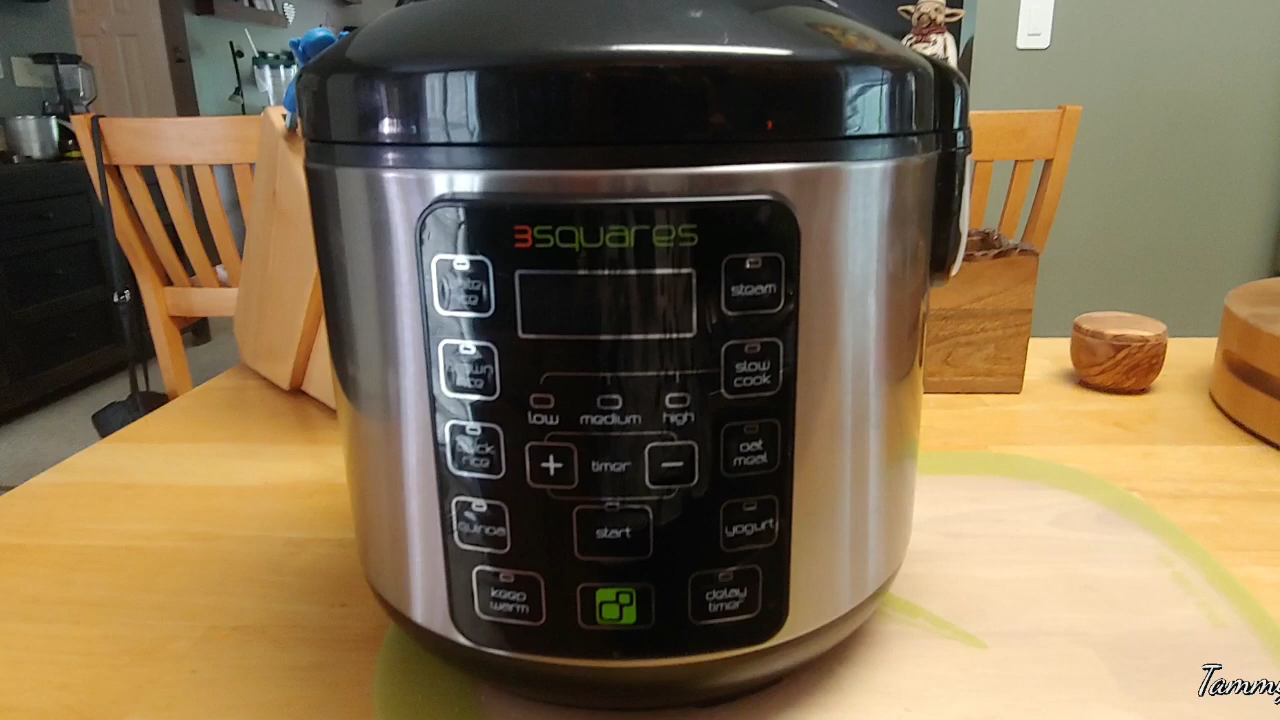 3squares
white
rice
steam
brown
rice
slow
cook
low medium high
quick
rice
+ timer −
oat
meal
quinoa
start
yogurt
keep
warm
delay
timer